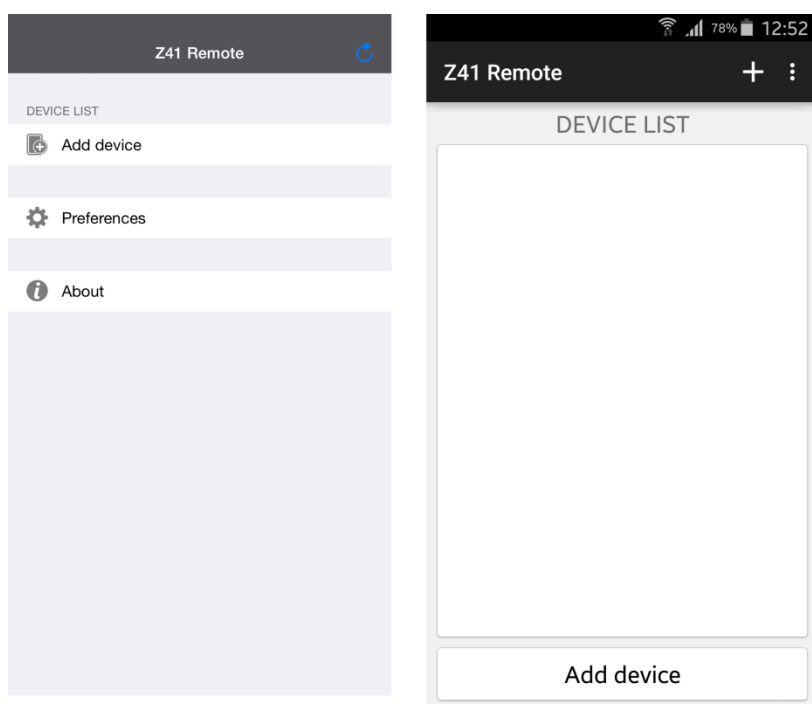 Z41 Remote
DEVICE LIST
Add device
Preferences
About
78% 12:52
Z41 Remote
DEVICE LIST
Add device